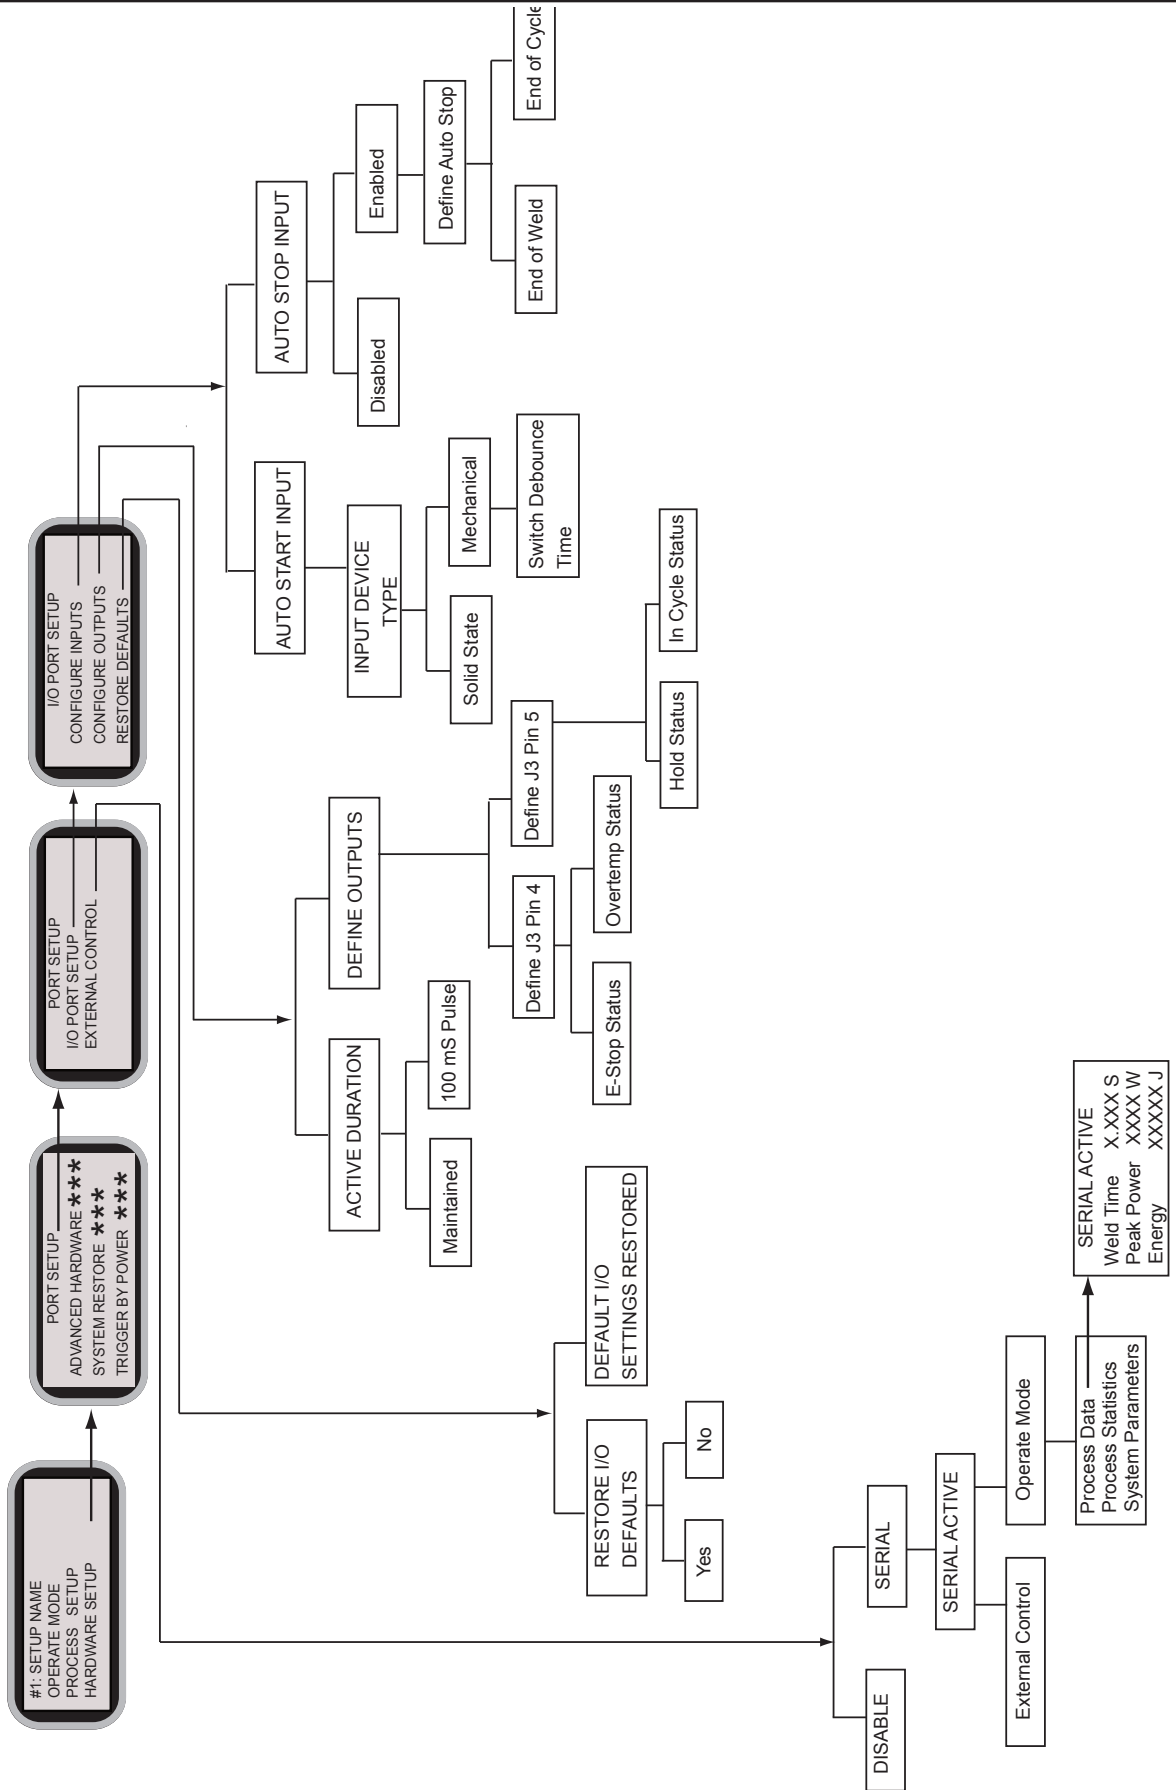 #1: SETUP NAME
OPERATE MODE
PROCESS SETUP
HARDWARE SETUP
PORT SETUP
ADVANCED HARDWARE ***
SYSTEM RESTORE ***
TRIGGER BY POWER ***
PORT SETUP
I/O PORT SETUP
EXTERNAL CONTROL
I/O PORT SETUP
CONFIGURE INPUTS
CONFIGURE OUTPUTS
RESTORE DEFAULTS
AUTO START INPUT
AUTO STOP INPUT
INPUT DEVICE
TYPE
Disabled
Enabled
Solid State
Mechanical
Define Auto Stop
Switch Debounce
Time
End of Weld
End of Cycle
ACTIVE DURATION
DEFINE OUTPUTS
Maintained
100 mS Pulse
Define J3 Pin 4
Define J3 Pin 5
E-Stop Status
Overtemp Status
Hold Status
In Cycle Status
RESTORE I/O
DEFAULTS
DEFAULT I/O
SETTINGS RESTORED
Yes
No
DISABLE
SERIAL
SERIAL ACTIVE
External Control
Operate Mode
Process Data
Process Statistics
System Parameters
SERIAL ACTIVE
Weld Time X.XXX S
Peak Power XXXX W
Energy XXXXX J